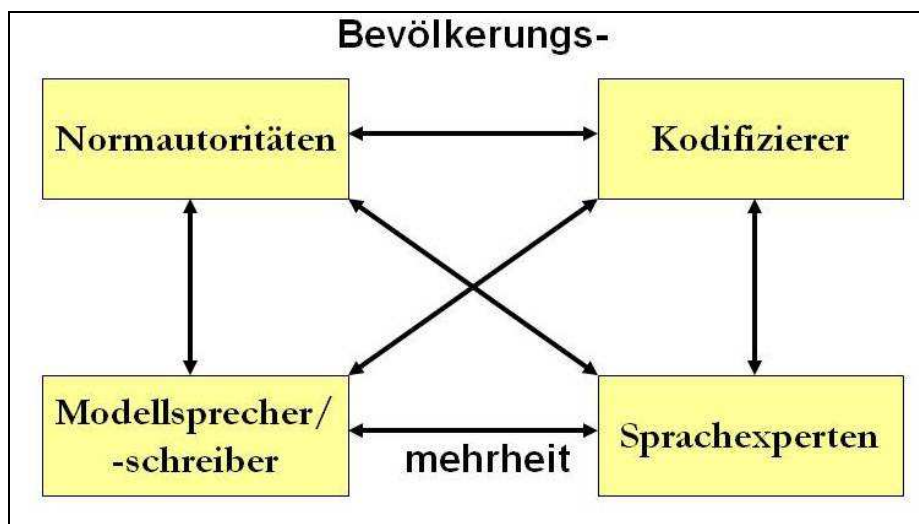 Bevölkerungs-
Normautoritäten
Kodifizierer
Modellsprecher/
-schreiber
Sprachexperten
mehrheit